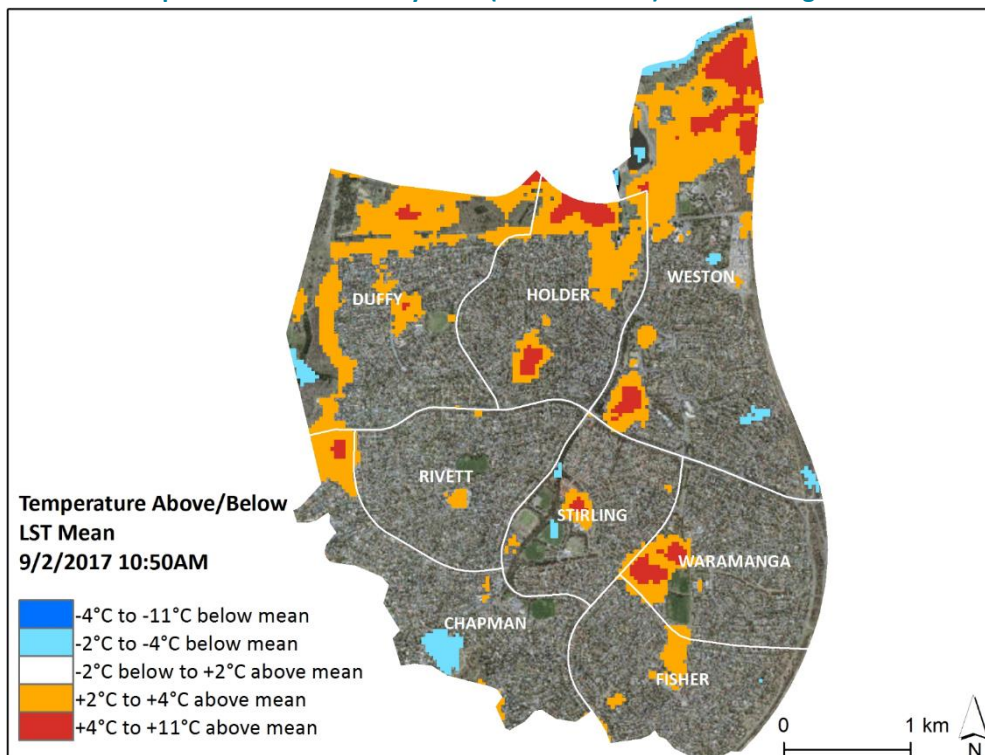 WESTON
DUFFY
HOLDER
RIVETT
STIRLING
WARAMANGA
CHAPMAN
FISHER
Temperature Above/Below
LST Mean
9/2/2017 10:50AM
-4°C to -11°C below mean
-2°C to -4°C below mean
-2°C below to +2°C above mean
+2°C to +4°C above mean
+4°C to +11°C above mean
0 1 km
N